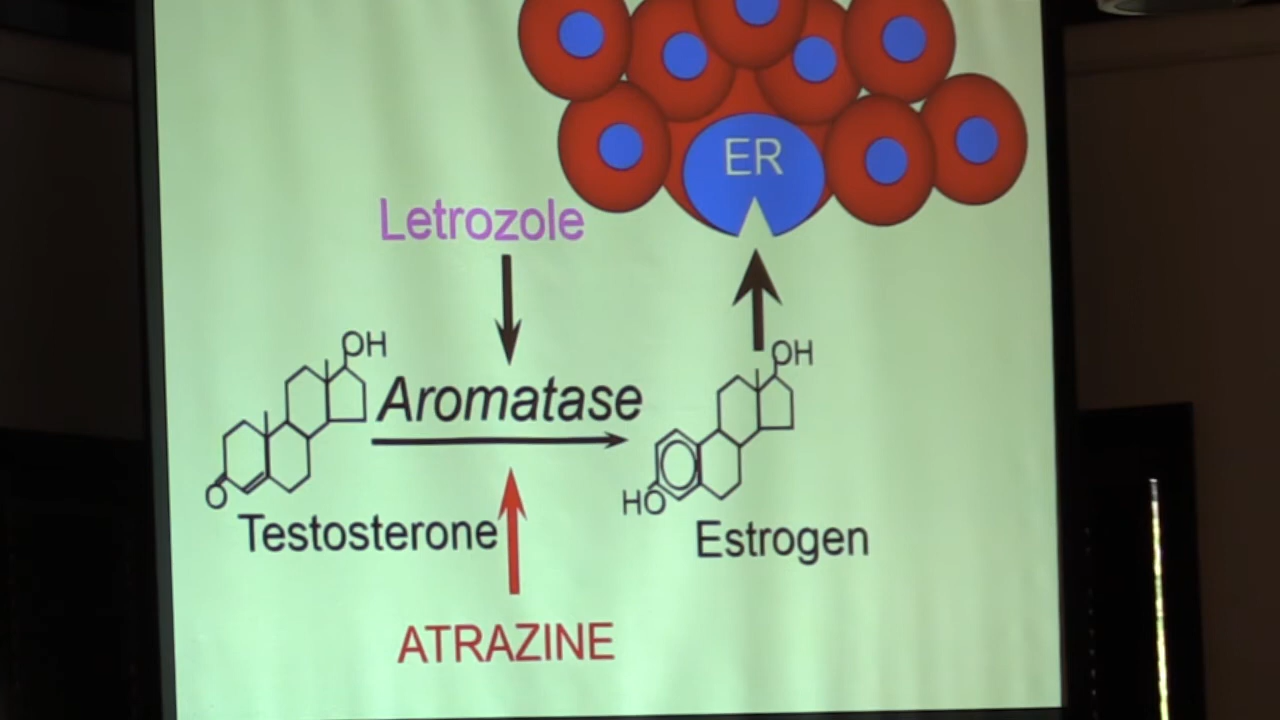 ER
Letrozole
OH
OH
Aromatase
O
HO
Testosterone
Estrogen
ATRAZINE